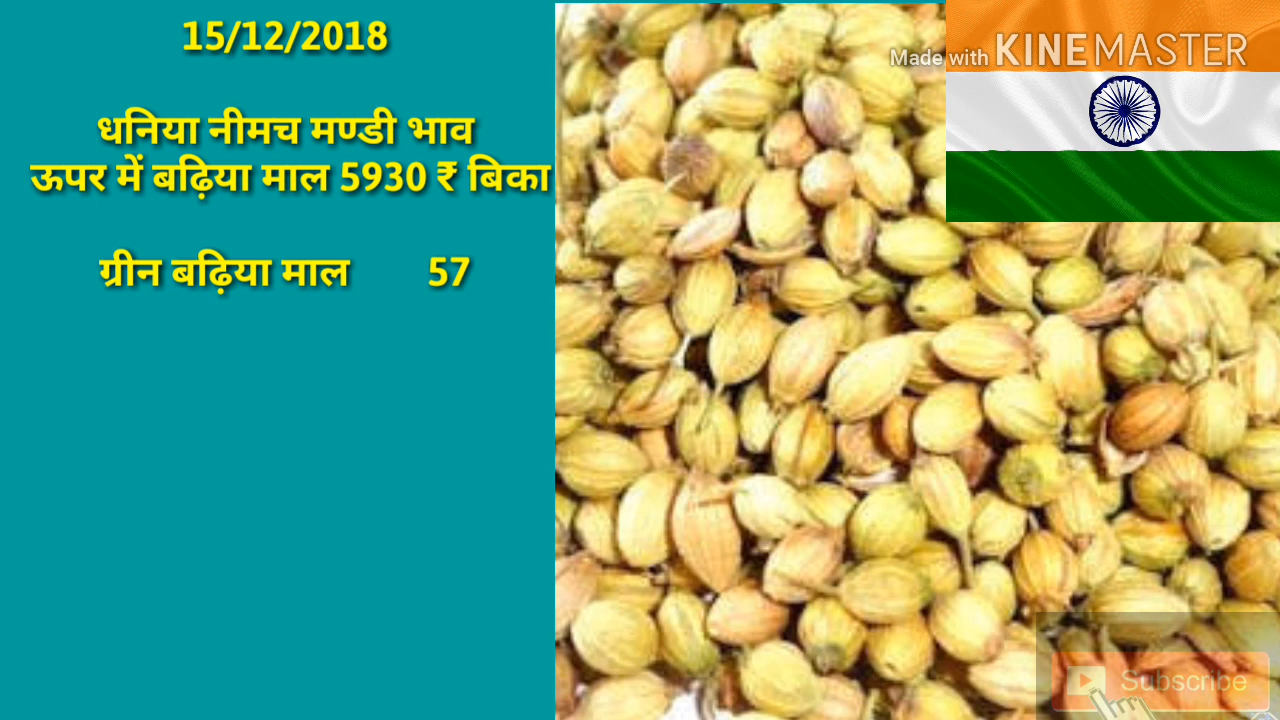 15/12/2018
धनिया नीमच मण्डी भाव
ऊपर में बढ़िया माल 5930 ₹ बिका
ग्रीन बढ़िया माल 57
Made with KINEMASTER
Subscribe